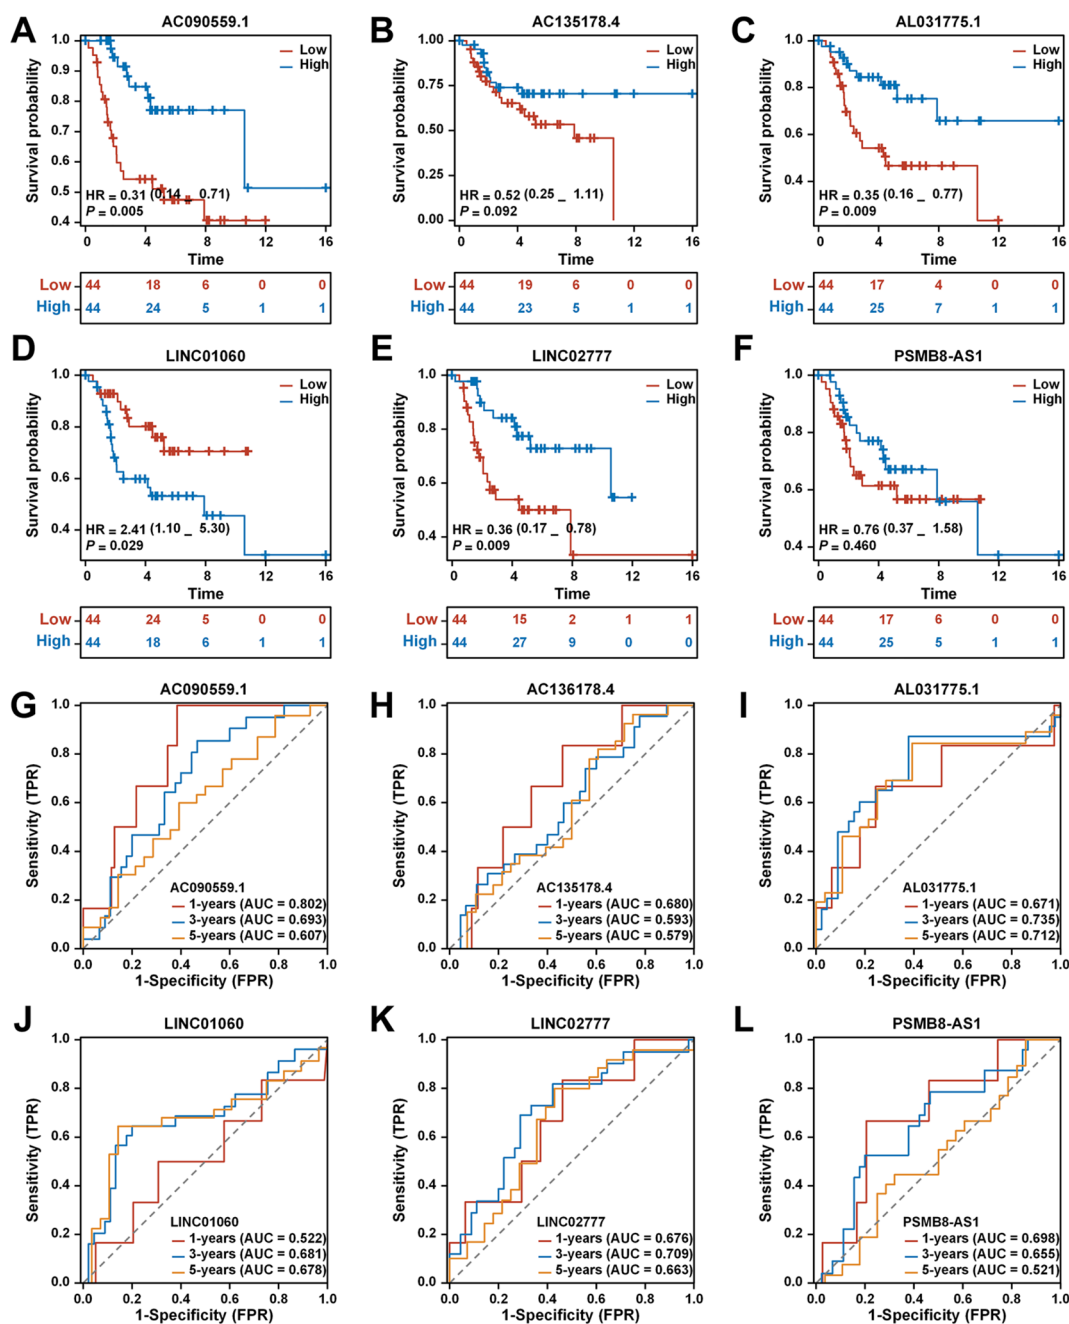 A
AC090559.1
Survival probability
1.0
0.9
0.8
0.7
0.6
0.5
0.4
Low
High
HR = 0.31 (0.14 _ 0.71)
P = 0.005
0 4 8 12 16
Time
Low 44 18 6 0 0
High 44 24 5 1 1
B
AC135178.4
Survival probability
1.00
0.75
0.50
0.25
0.00
Low
High
HR = 0.52 (0.25 _ 1.11)
P = 0.092
0 4 8 12 16
Time
Low 44 19 6 0 0
High 44 23 5 1 1
C
AL031775.1
Survival probability
1.0
0.8
0.6
0.4
Low
High
HR = 0.35 (0.16 _ 0.77)
P = 0.009
0 4 8 12 16
Time
Low 44 17 4 0 0
High 44 25 7 1 1
D
LINC01060
Survival probability
1.0
0.8
0.6
0.4
Low
High
HR = 2.41 (1.10 _ 5.30)
P = 0.029
0 4 8 12 16
Time
Low 44 24 5 0 0
High 44 18 6 1 1
E
LINC02777
Survival probability
1.0
0.8
0.6
0.4
Low
High
HR = 0.36 (0.17 _ 0.78)
P = 0.009
0 4 8 12 16
Time
Low 44 15 2 1 1
High 44 27 9 0 0
F
PSMB8-AS1
Survival probability
1.0
0.8
0.6
0.4
Low
High
HR = 0.76 (0.37 _ 1.58)
P = 0.460
0 4 8 12 16
Time
Low 44 17 6 0 0
High 44 25 5 1 1
G
AC090559.1
Sensitivity (TPR)
1.0
0.8
0.6
0.4
0.2
0.0
AC090559.1
1-years (AUC = 0.802)
3-years (AUC = 0.693)
5-years (AUC = 0.607)
0.0 0.2 0.4 0.6 0.8 1.0
1-Specificity (FPR)
H
AC136178.4
Sensitivity (TPR)
1.0
0.8
0.6
0.4
0.2
0.0
AC135178.4
1-years (AUC = 0.680)
3-years (AUC = 0.593)
5-years (AUC = 0.579)
0.0 0.2 0.4 0.6 0.8 1.0
1-Specificity (FPR)
I
AL031775.1
Sensitivity (TPR)
1.0
0.8
0.6
0.4
0.2
0.0
AL031775.1
1-years (AUC = 0.671)
3-years (AUC = 0.735)
5-years (AUC = 0.712)
0.0 0.2 0.4 0.6 0.8 1.0
1-Specificity (FPR)
J
LINC01060
Sensitivity (TPR)
1.0
0.8
0.6
0.4
0.2
0.0
LINC01060
1-years (AUC = 0.522)
3-years (AUC = 0.681)
5-years (AUC = 0.678)
0.0 0.2 0.4 0.6 0.8 1.0
1-Specificity (FPR)
K
LINC02777
Sensitivity (TPR)
1.0
0.8
0.6
0.4
0.2
0.0
LINC02777
1-years (AUC = 0.676)
3-years (AUC = 0.709)
5-years (AUC = 0.663)
0.0 0.2 0.4 0.6 0.8 1.0
1-Specificity (FPR)
L
PSMB8-AS1
Sensitivity (TPR)
1.0
0.8
0.6
0.4
0.2
0.0
PSMB8-AS1
1-years (AUC = 0.698)
3-years (AUC = 0.655)
5-years (AUC = 0.521)
0.0 0.2 0.4 0.6 0.8 1.0
1-Specificity (FPR)